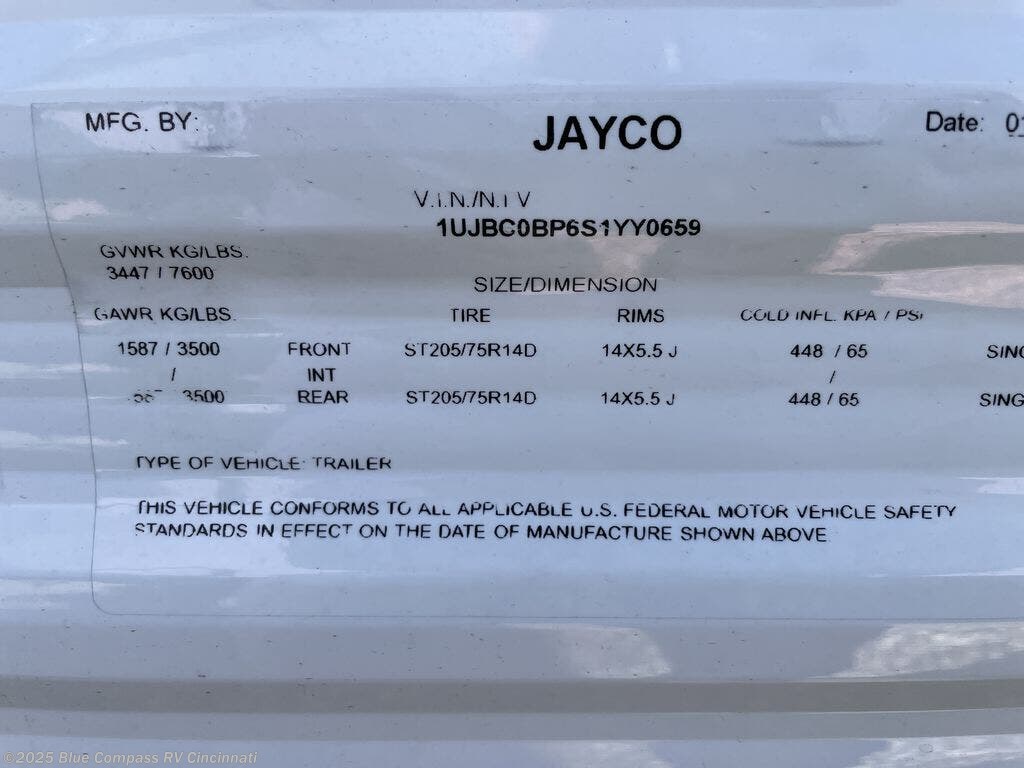 MFG. BY: JAYCO Date: 01
V.I.N./N.I V
1UJBC0BP6S1YY0659
GVWR KG/LBS.
3447 / 7600
SIZE/DIMENSION
GAWR KG/LBS. TIRE RIMS COLD INFL. KPA / PSI
1587 / 3500 FRONT ST205/75R14D 14X5.5 J 448 / 65 SING
/ INT /
3500 REAR ST205/75R14D 14X5.5 J 448 / 65 SING
TYPE OF VEHICLE: TRAILER
THIS VEHICLE CONFORMS TO ALL APPLICABLE U.S. FEDERAL MOTOR VEHICLE SAFETY
STANDARDS IN EFFECT ON THE DATE OF MANUFACTURE SHOWN ABOVE
©2025 Blue Compass RV Cincinnati